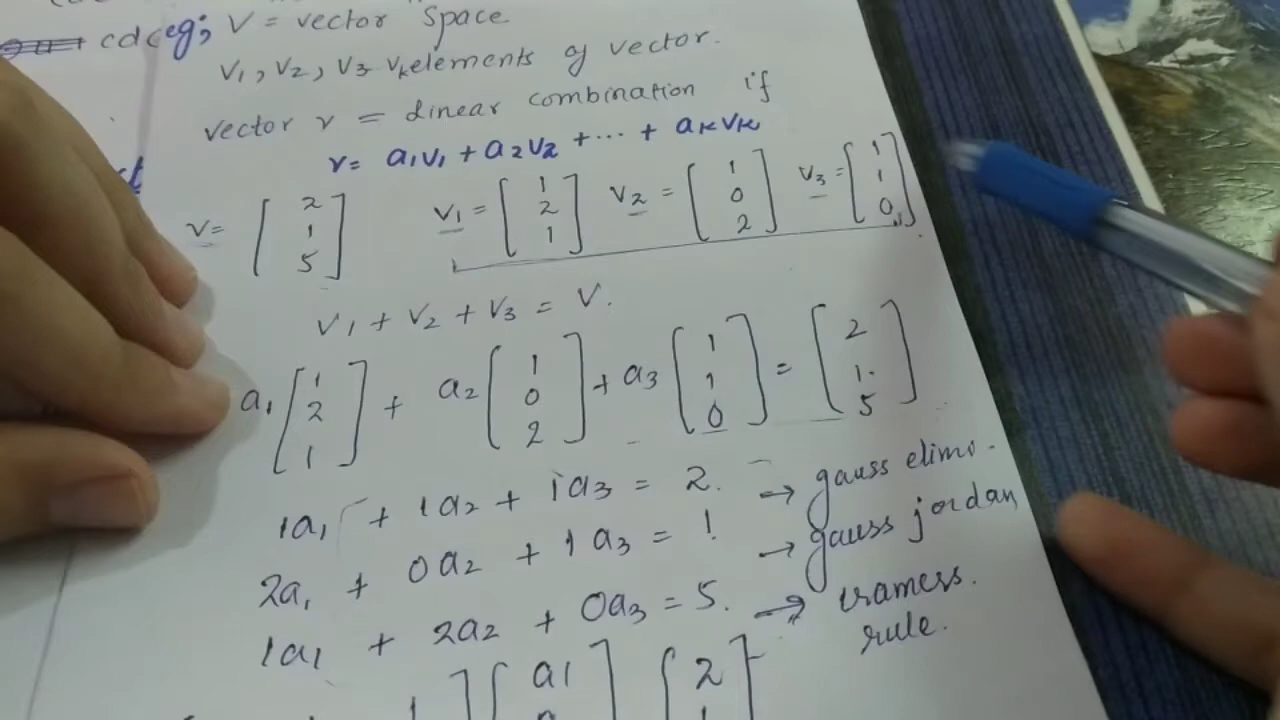 cdc eg; V = vector space
V1, V2, V3 Vk elements of vector.
vector v = Linear combination if
v = a1v1 + a2v2 + ... + akvk
v = [2 1 5] v1 = [1 2 1] v2 = [1 0 2] v3 = [1 1 0]
V1 + V2 + V3 = V.
a1 [1 2 1] + a2 [1 0 2] + a3 [1 1 0] = [2 1 5]
1a1 + 1a2 + 1a3 = 2. → gauss elimo.
2a1 + 0a2 + 1a3 = 1 → gauss jordan
1a1 + 2a2 + 0a3 = 5. → cramers.
rule.
1] [a1 [2